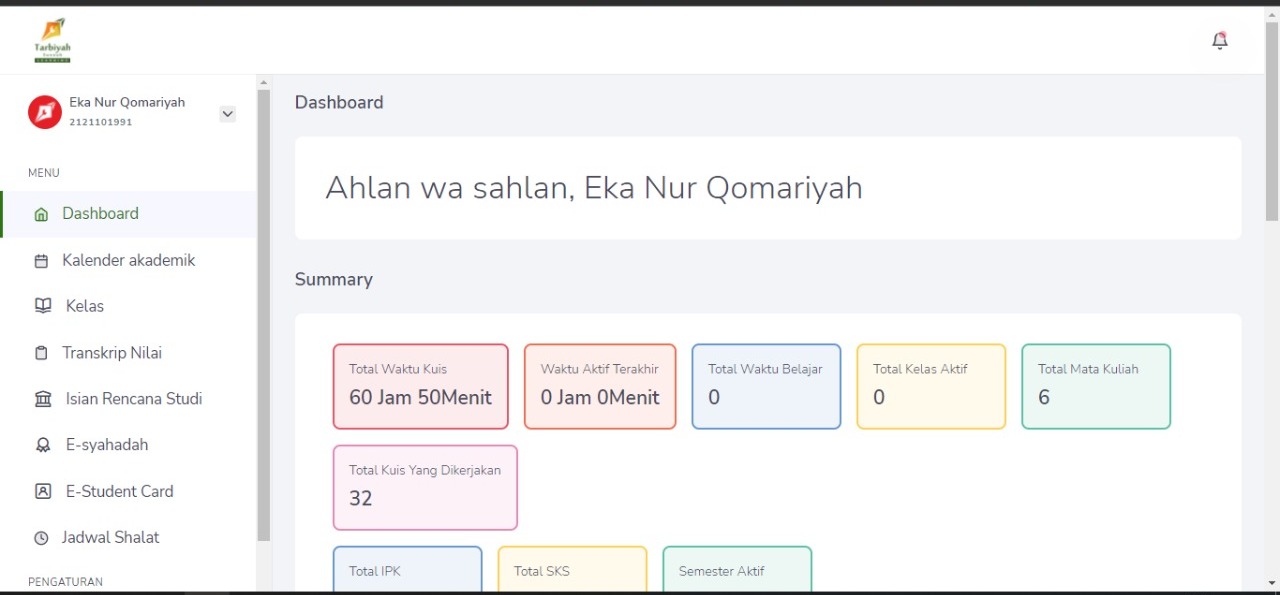 Tarbiyah
Eka Nur Qomariyah
2121101991
MENU
Dashboard
Kalender akademik
Kelas
Transkrip Nilai
Isian Rencana Studi
E-syahadah
E-Student Card
Jadwal Shalat
PENGATURAN
Dashboard
Ahlan wa sahlan, Eka Nur Qomariyah
Summary
Total Waktu Kuis
60 Jam 50Menit
Waktu Aktif Terakhir
0 Jam 0Menit
Total Waktu Belajar
0
Total Kelas Aktif
0
Total Mata Kuliah
6
Total Kuis Yang Dikerjakan
32
Total IPK
Total SKS
Semester Aktif